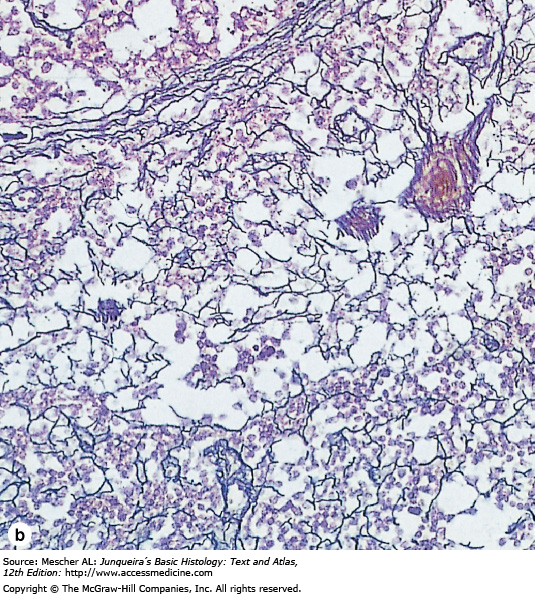 b
Source: Mescher AL: Junqueira´s Basic Histology: Text and Atlas,
12th Edition: http://www.accessmedicine.com
Copyright © The McGraw-Hill Companies, Inc. All rights reserved.